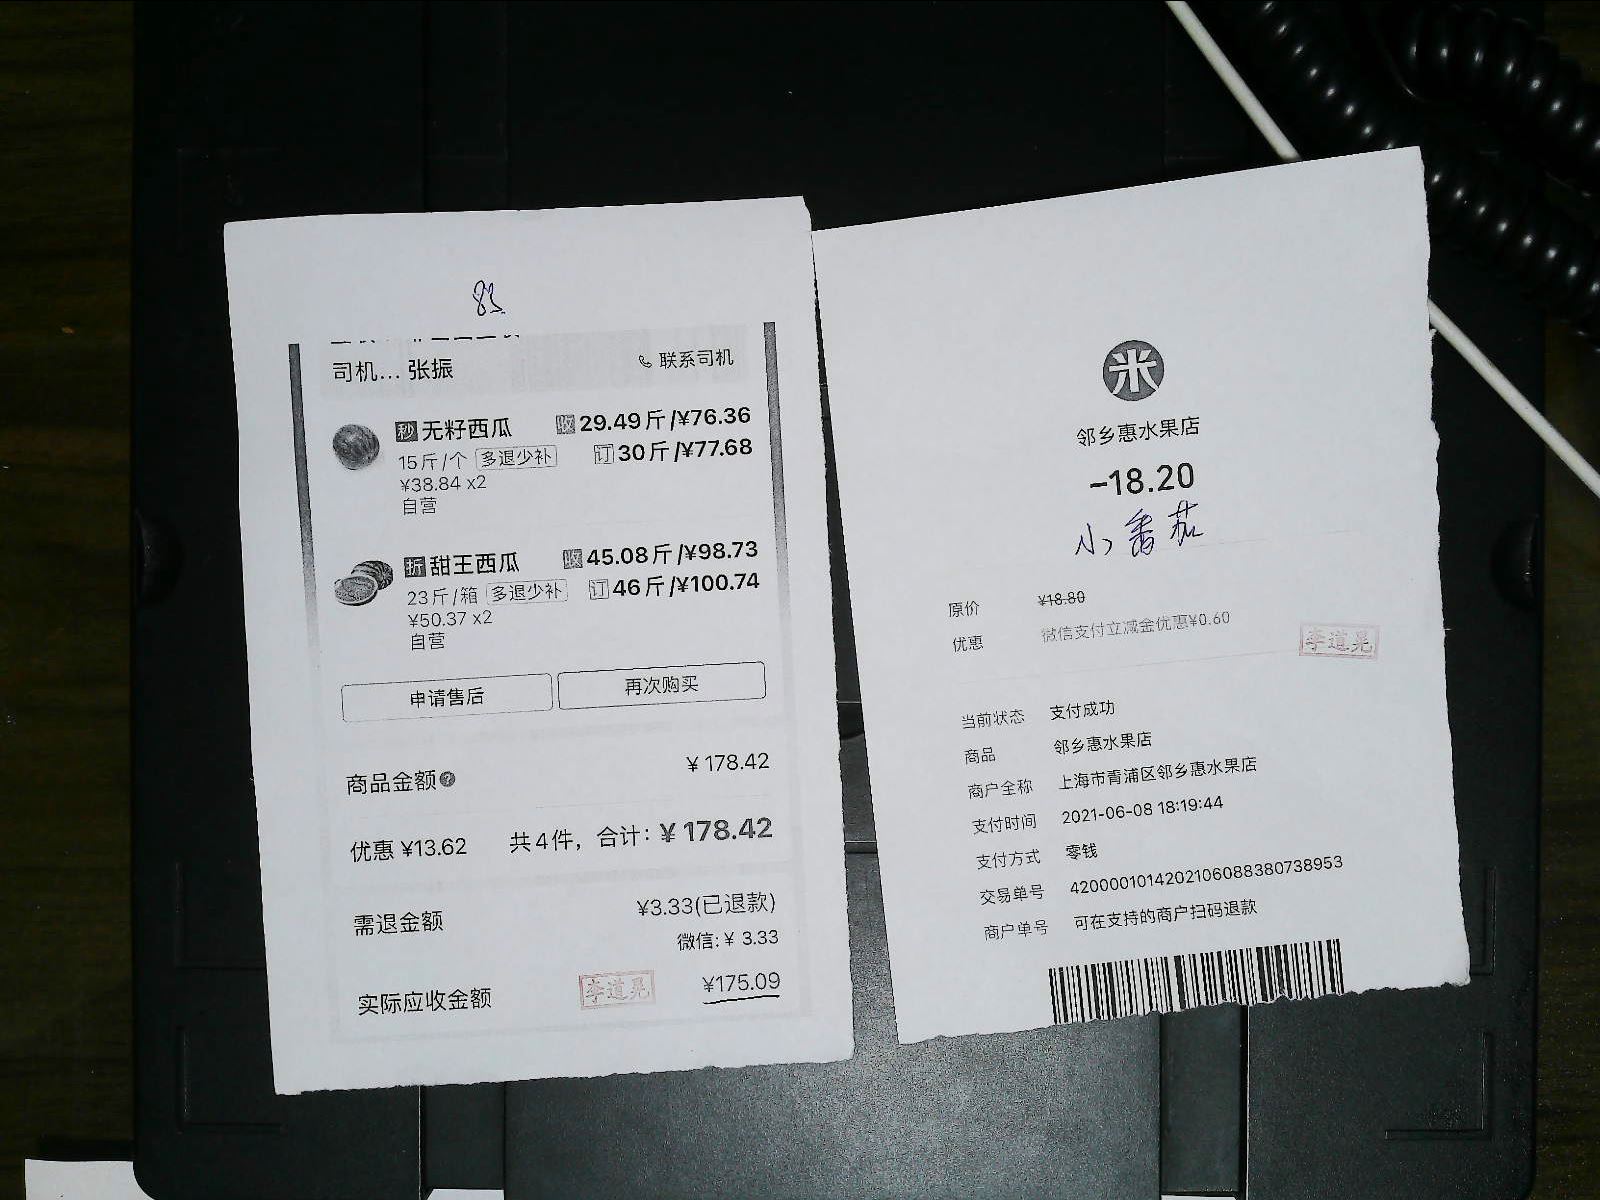 83
司机... 张振
联系司机
秒 无籽西瓜
收 29.49斤/¥76.36
15斤/个 多退少补
订 30斤/¥77.68
¥38.84 x2
自营
折 甜王西瓜
收 45.08斤/¥98.73
23斤/箱 多退少补
订 46斤/¥100.74
¥50.37 x2
自营
申请售后
再次购买
商品金额?
¥178.42
优惠 ¥13.62
共4件，合计：¥178.42
需退金额
¥3.33(已退款)
微信: ¥3.33
实际应收金额
李道晃
¥175.09
米
邻乡惠水果店
-18.20
小番茄
原价 ¥18.80
优惠 微信支付立减金优惠¥0.60
李道晃
当前状态 支付成功
商品 邻乡惠水果店
商户全称 上海市青浦区邻乡惠水果店
支付时间 2021-06-08 18:19:44
支付方式 零钱
交易单号 4200001014202106088380738953
商户单号 可在支持的商户扫码退款